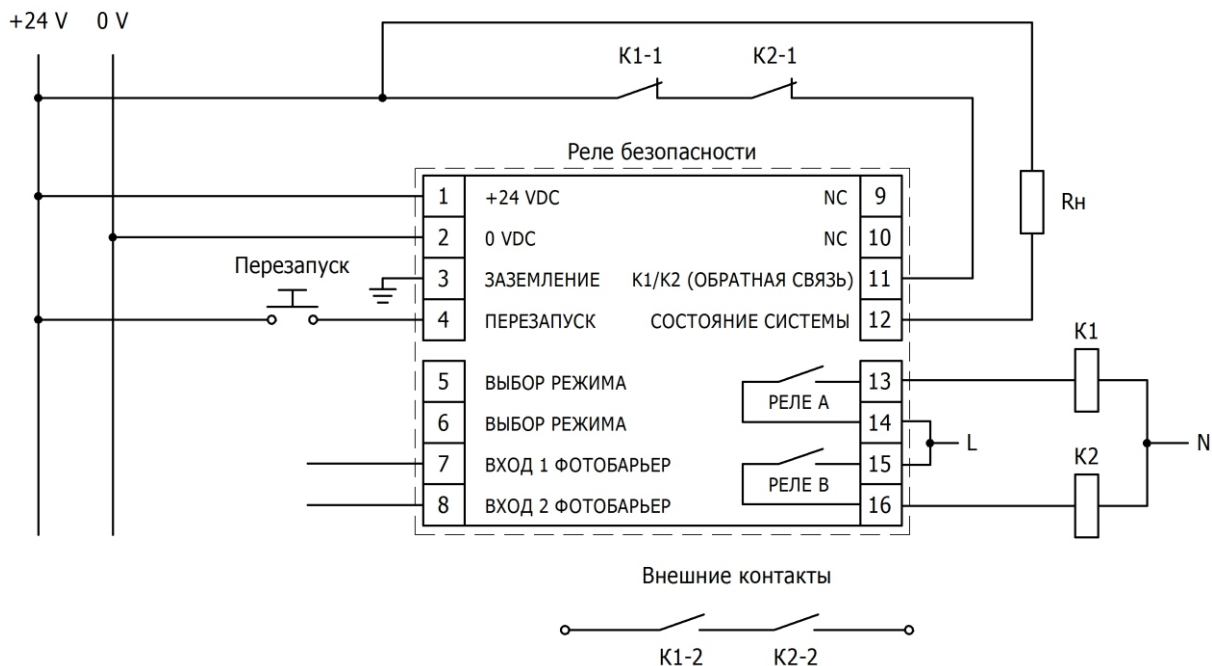 +24 V 0 V
K1-1 K2-1
Реле безопасности
1 +24 VDC NC 9
Rн
2 0 VDC NC 10
Перезапуск
3 ЗАЗЕМЛЕНИЕ K1/K2 (ОБРАТНАЯ СВЯЗЬ) 11
4 ПЕРЕЗАПУСК СОСТОЯНИЕ СИСТЕМЫ 12
K1
5 ВЫБОР РЕЖИМА 13
РЕЛЕ A
6 ВЫБОР РЕЖИМА 14
L N
7 ВХОД 1 ФОТОБАРЬЕР 15
K2
РЕЛЕ B
8 ВХОД 2 ФОТОБАРЬЕР 16
Внешние контакты
K1-2 K2-2